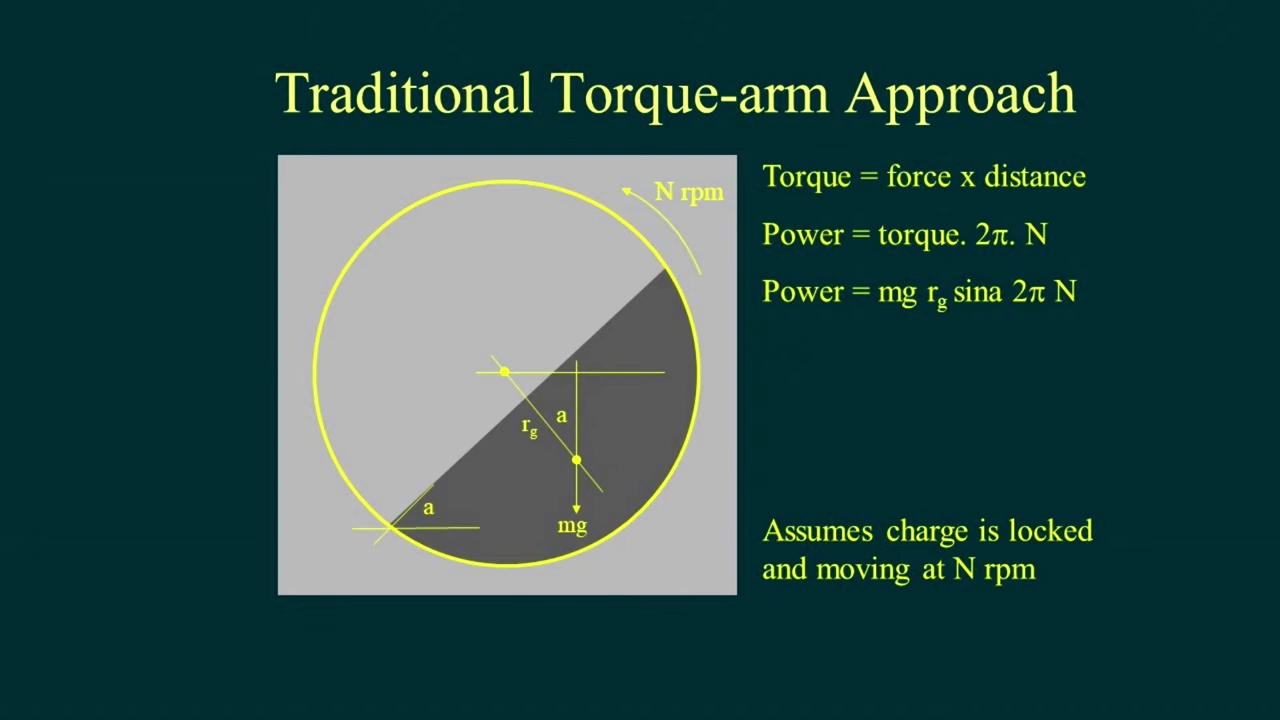 Traditional Torque-arm Approach
N rpm
a
rg
a
mg
Torque = force x distance
Power = torque. 2π. N
Power = mg rg sina 2π N
Assumes charge is locked
and moving at N rpm